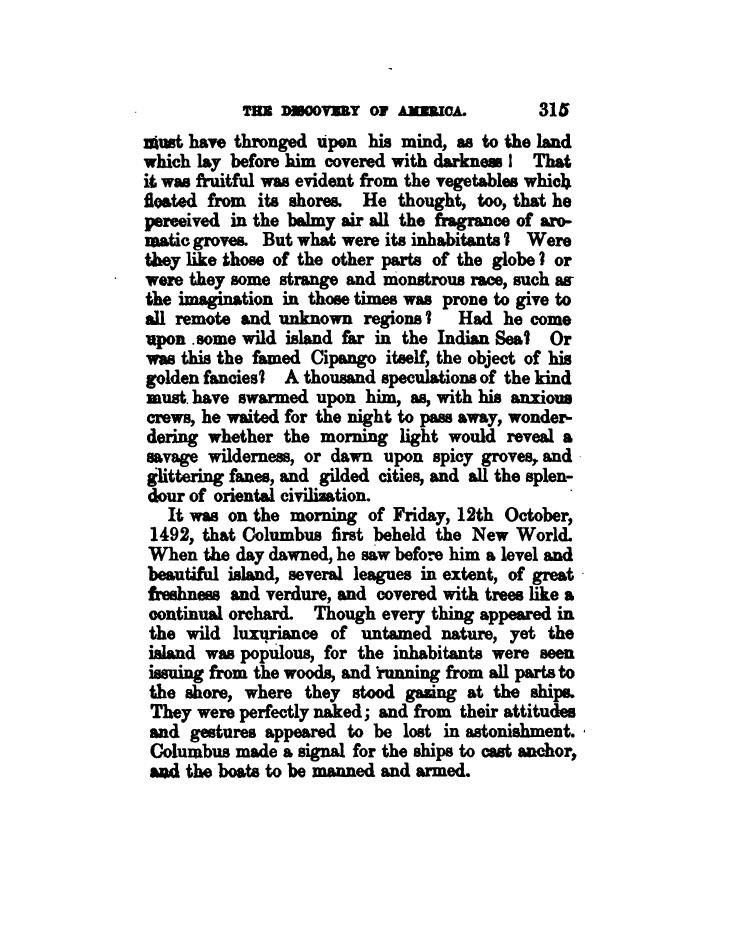 THE DISCOVERY OF AMERICA. 315
must have thronged upon his mind, as to the land
which lay before him covered with darkness! That
it was fruitful was evident from the vegetables which
floated from its shores. He thought, too, that he
perceived in the balmy air all the fragrance of aro-
matic groves. But what were its inhabitants? Were
they like those of the other parts of the globe? or
were they some strange and monstrous race, such as
the imagination in those times was prone to give to
all remote and unknown regions? Had he come
upon some wild island far in the Indian Sea? Or
was this the famed Cipango itself, the object of his
golden fancies? A thousand speculations of the kind
must have swarmed upon him, as, with his anxious
crews, he waited for the night to pass away, wonder-
dering whether the morning light would reveal a
savage wilderness, or dawn upon spicy groves, and
glittering fanes, and gilded cities, and all the splen-
dour of oriental civilization.
It was on the morning of Friday, 12th October,
1492, that Columbus first beheld the New World.
When the day dawned, he saw before him a level and
beautiful island, several leagues in extent, of great
freshness and verdure, and covered with trees like a
continual orchard. Though every thing appeared in
the wild luxuriance of untamed nature, yet the
island was populous, for the inhabitants were seen
issuing from the woods, and running from all parts to
the shore, where they stood gazing at the ships.
They were perfectly naked; and from their attitudes
and gestures appeared to be lost in astonishment.
Columbus made a signal for the ships to cast anchor,
and the boats to be manned and armed.